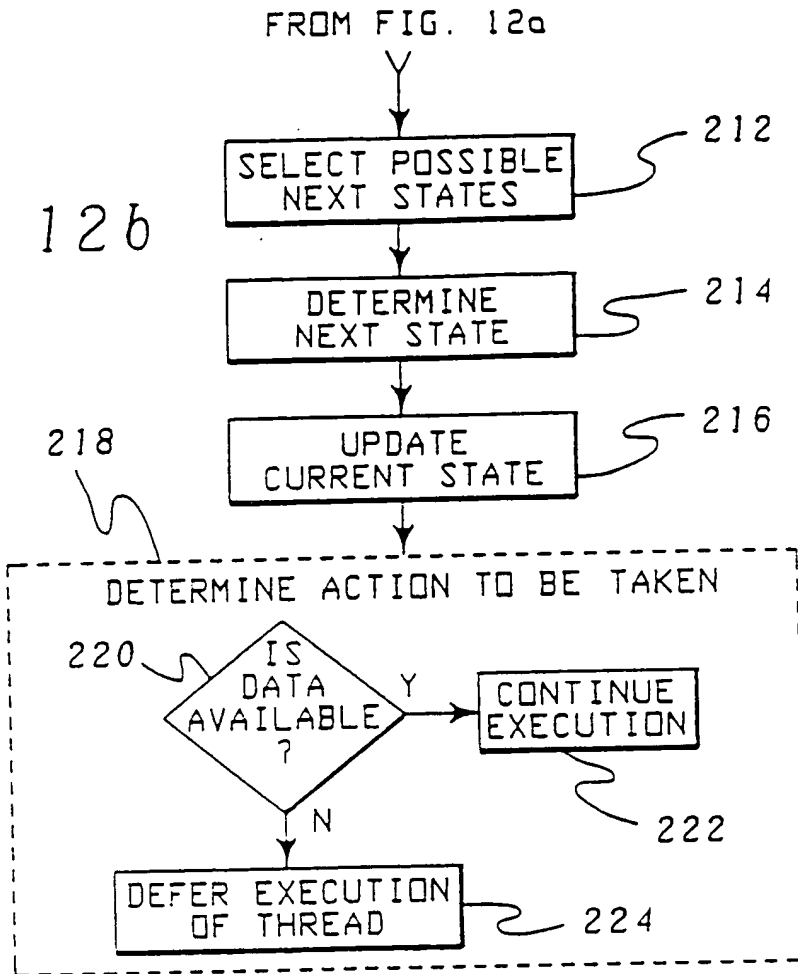 FROM FIG. 12a
SELECT POSSIBLE
NEXT STATES
212
12b
DETERMINE
NEXT STATE
214
UPDATE
CURRENT STATE
216
218
DETERMINE ACTION TO BE TAKEN
220
IS
DATA
AVAILABLE
?
Y
CONTINUE
EXECUTION
N
222
DEFER EXECUTION
OF THREAD
224